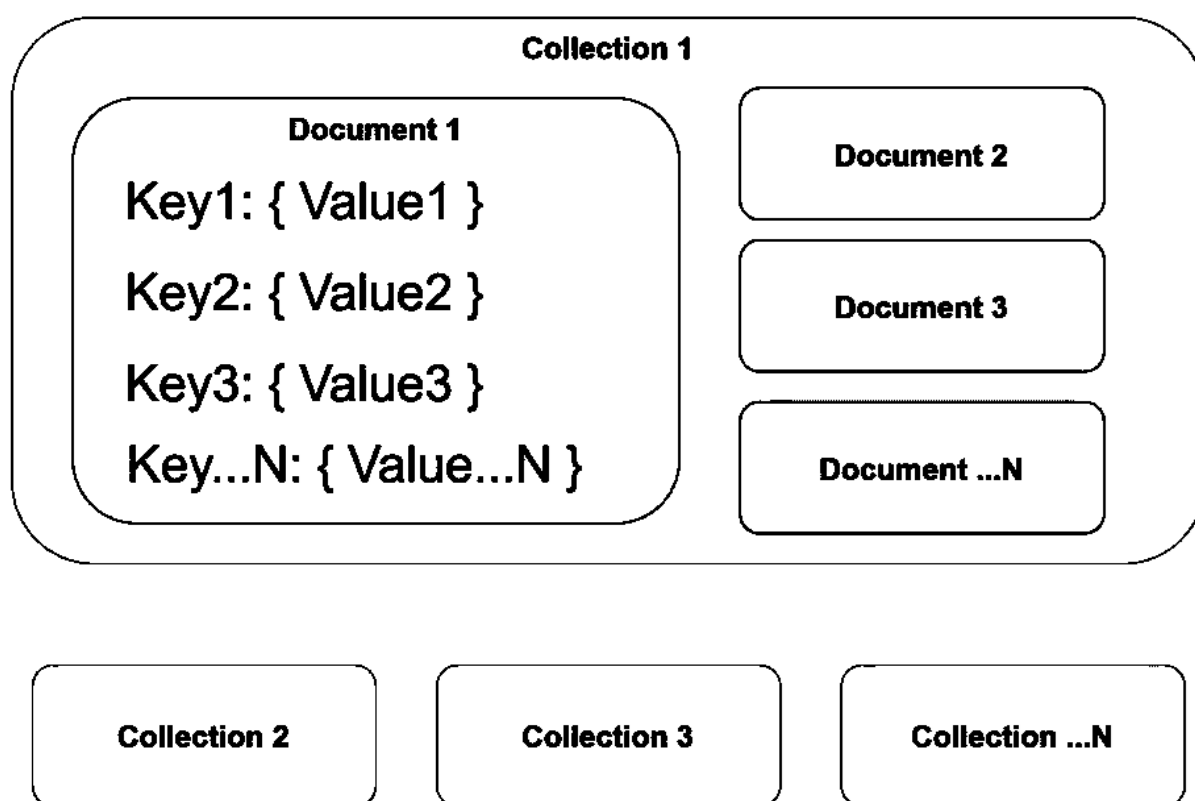 Collection 1
Document 1
Key1: { Value1 }
Key2: { Value2 }
Key3: { Value3 }
Key...N: { Value...N }
Document 2
Document 3
Document ...N
Collection 2
Collection 3
Collection ...N